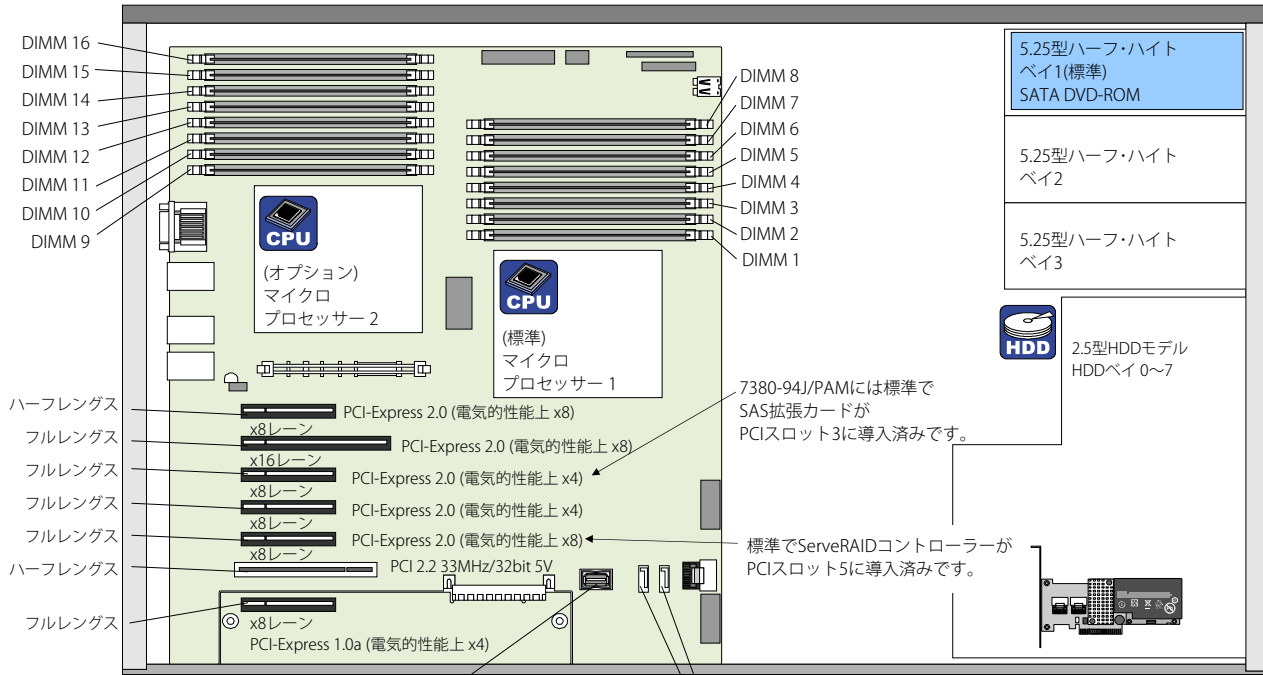 DIMM 16
DIMM 15
DIMM 14
DIMM 13
DIMM 12
DIMM 11
DIMM 10
DIMM 9
DIMM 8
DIMM 7
DIMM 6
DIMM 5
DIMM 4
DIMM 3
DIMM 2
DIMM 1
CPU
(オプション)
マイクロ
プロセッサー 2
CPU
(標準)
マイクロ
プロセッサー 1
5.25型ハーフ・ハイト
ベイ1(標準)
SATA DVD-ROM
5.25型ハーフ・ハイト
ベイ2
5.25型ハーフ・ハイト
ベイ3
HDD
2.5型HDDモデル
HDDベイ 0〜7
ハーフレングス
PCI-Express 2.0 (電気的性能上 x8)
x8レーン
フルレングス
PCI-Express 2.0 (電気的性能上 x8)
x16レーン
フルレングス
PCI-Express 2.0 (電気的性能上 x4)
x8レーン
フルレングス
PCI-Express 2.0 (電気的性能上 x4)
x8レーン
フルレングス
PCI-Express 2.0 (電気的性能上 x8)
x8レーン
ハーフレングス
PCI 2.2 33MHz/32bit 5V
フルレングス
x8レーン
PCI-Express 1.0a (電気的性能上 x4)
7380-94J/PAMには標準で
SAS拡張カードが
PCIスロット3に導入済みです。
標準でServeRAIDコントローラーが
PCIスロット5に導入済みです。